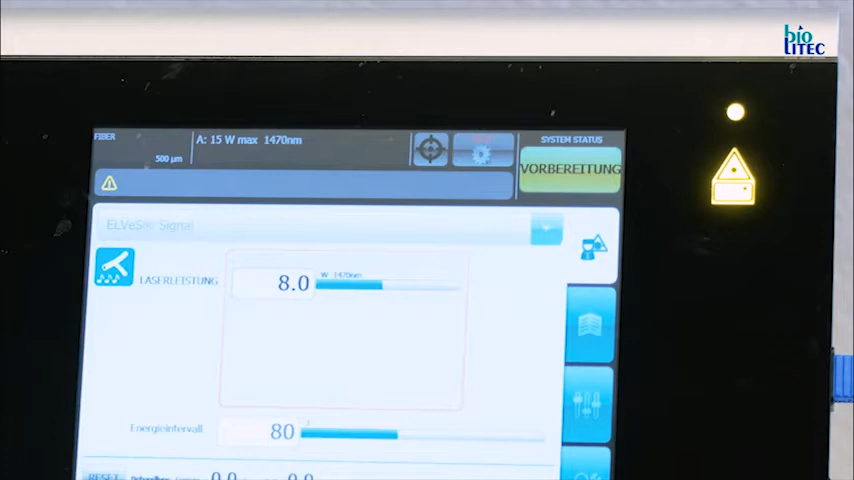 bio
LITEC
FIBER
500 µm
A: 15 W max 1470nm
SYSTEM STATUS
VORBEREITUNG
ELVeS® Signal
LASERLEISTUNG
8.0
W 1470nm
Energieintervall
80
J
RESET
0.0
0.0